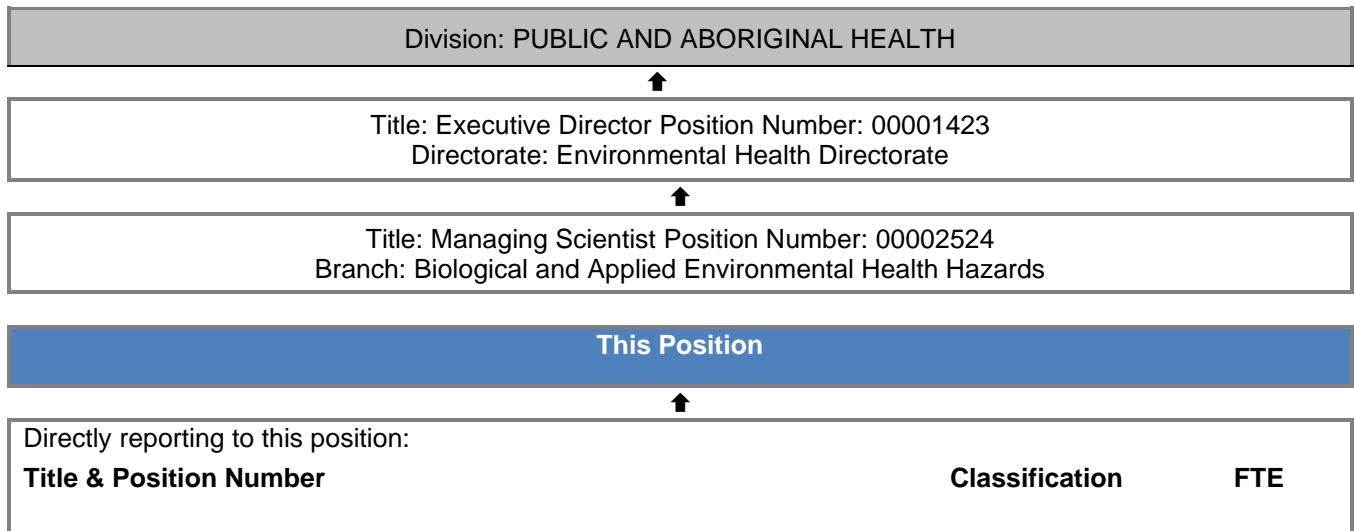 Division: PUBLIC AND ABORIGINAL HEALTH
Title: Executive Director Position Number: 00001423
Directorate: Environmental Health Directorate
Title: Managing Scientist Position Number: 00002524
Branch: Biological and Applied Environmental Health Hazards
This Position
Directly reporting to this position:
Title & Position Number Classification FTE